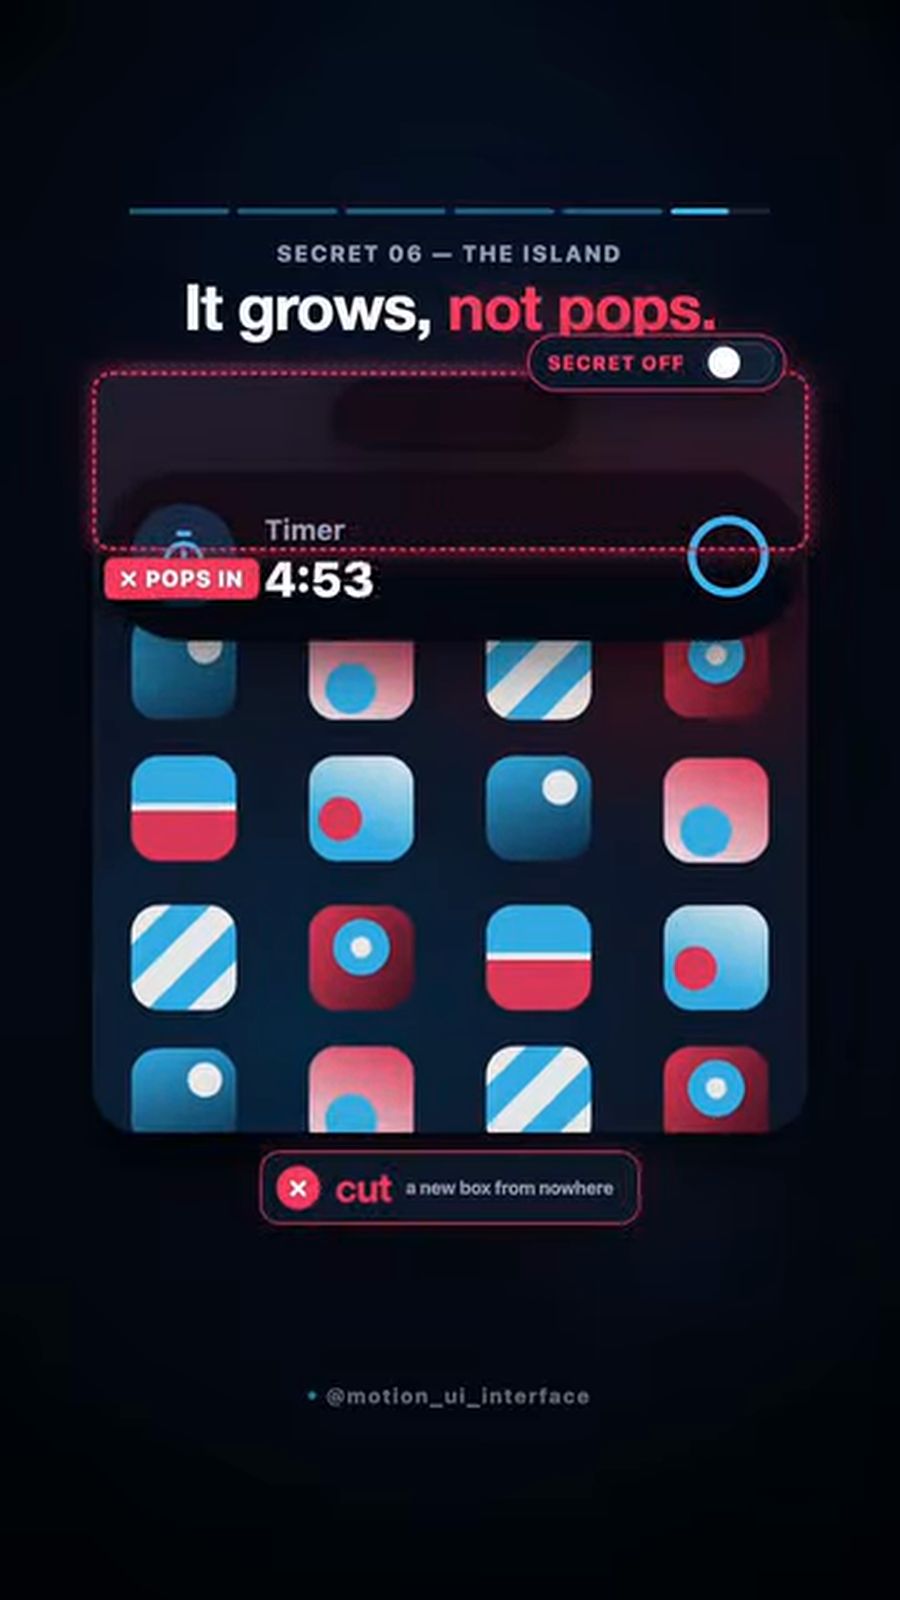 SECRET 06 — THE ISLAND
It grows, not pops.
SECRET OFF
Timer
✕ POPS IN
4:53
cut a new box from nowhere
@motion_ui_interface